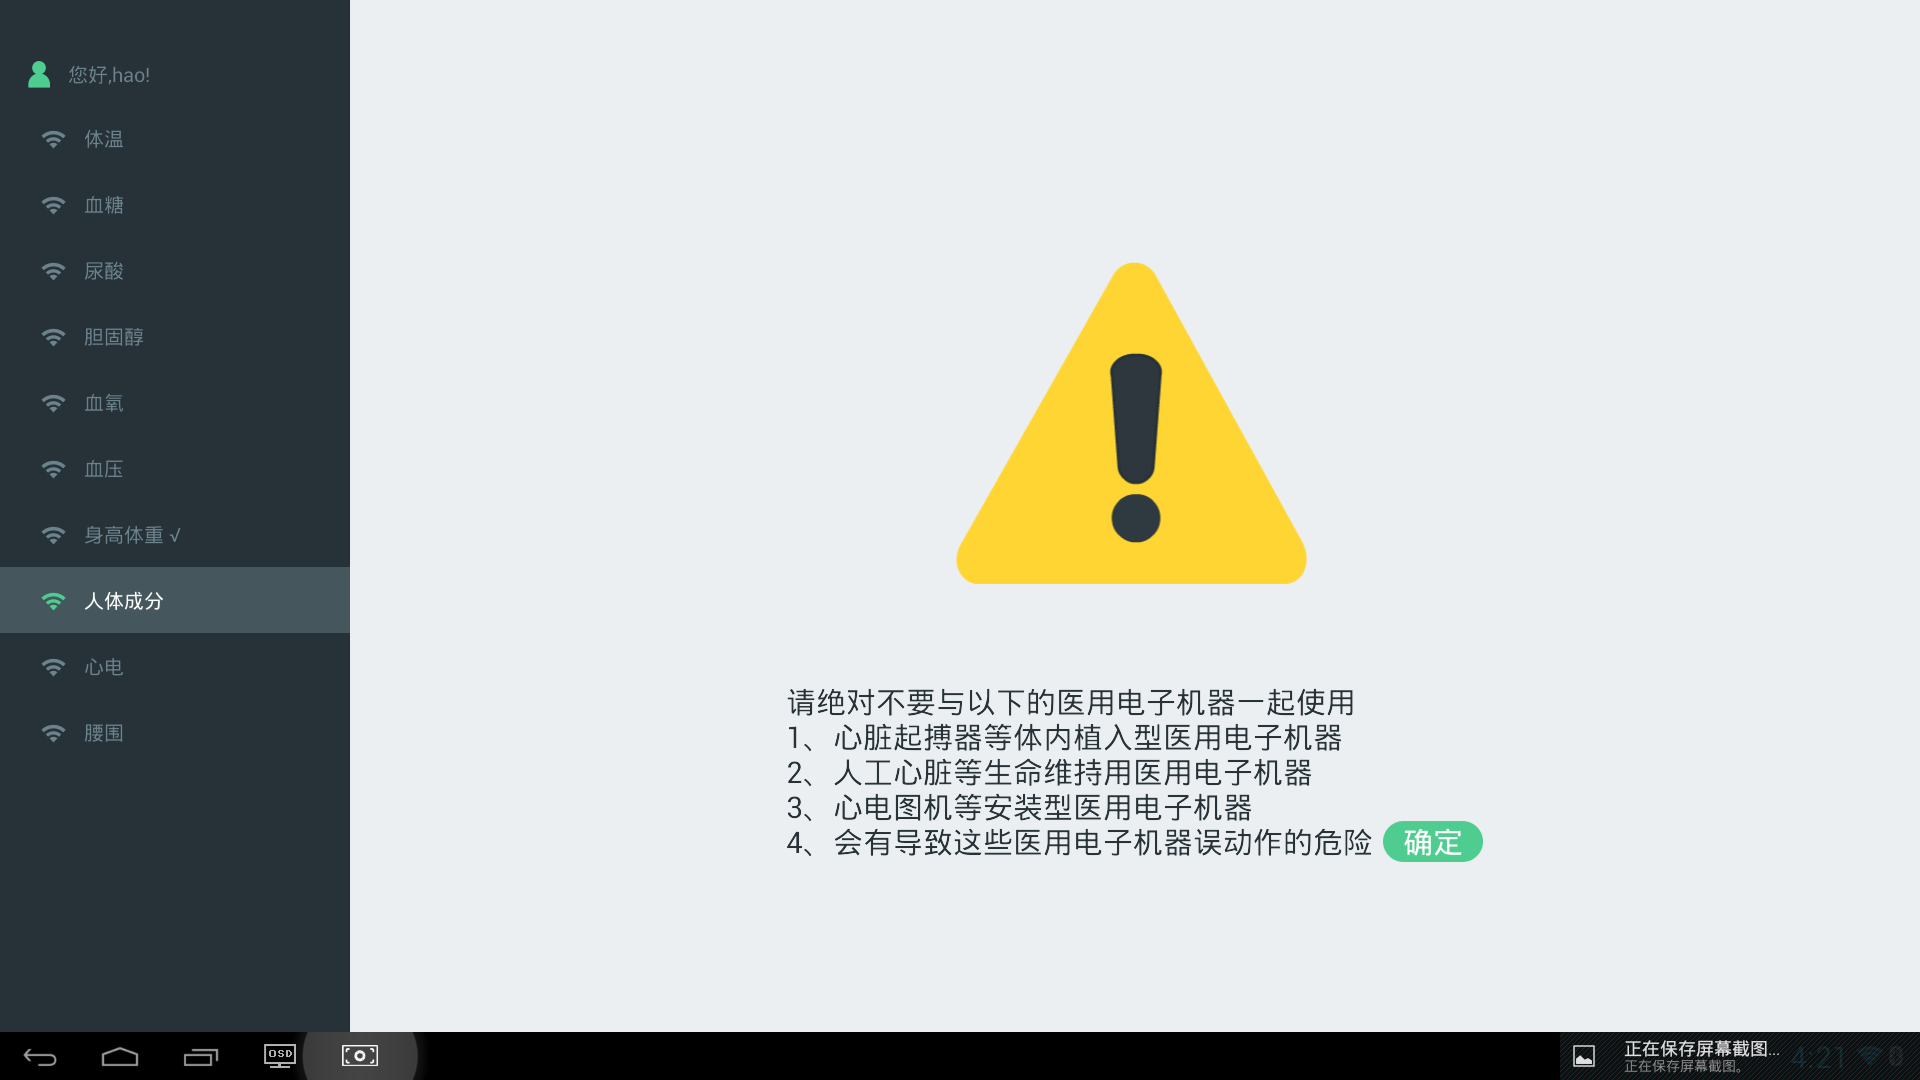 您好,hao!
体温
血糖
尿酸
胆固醇
血氧
血压
身高体重 √
人体成分
心电
腰围
请绝对不要与以下的医用电子机器一起使用
1、心脏起搏器等体内植入型医用电子机器
2、人工心脏等生命维持用医用电子机器
3、心电图机等安装型医用电子机器
4、会有导致这些医用电子机器误动作的危险
确定
OSD
正在保存屏幕截图...
正在保存屏幕截图。
4:21